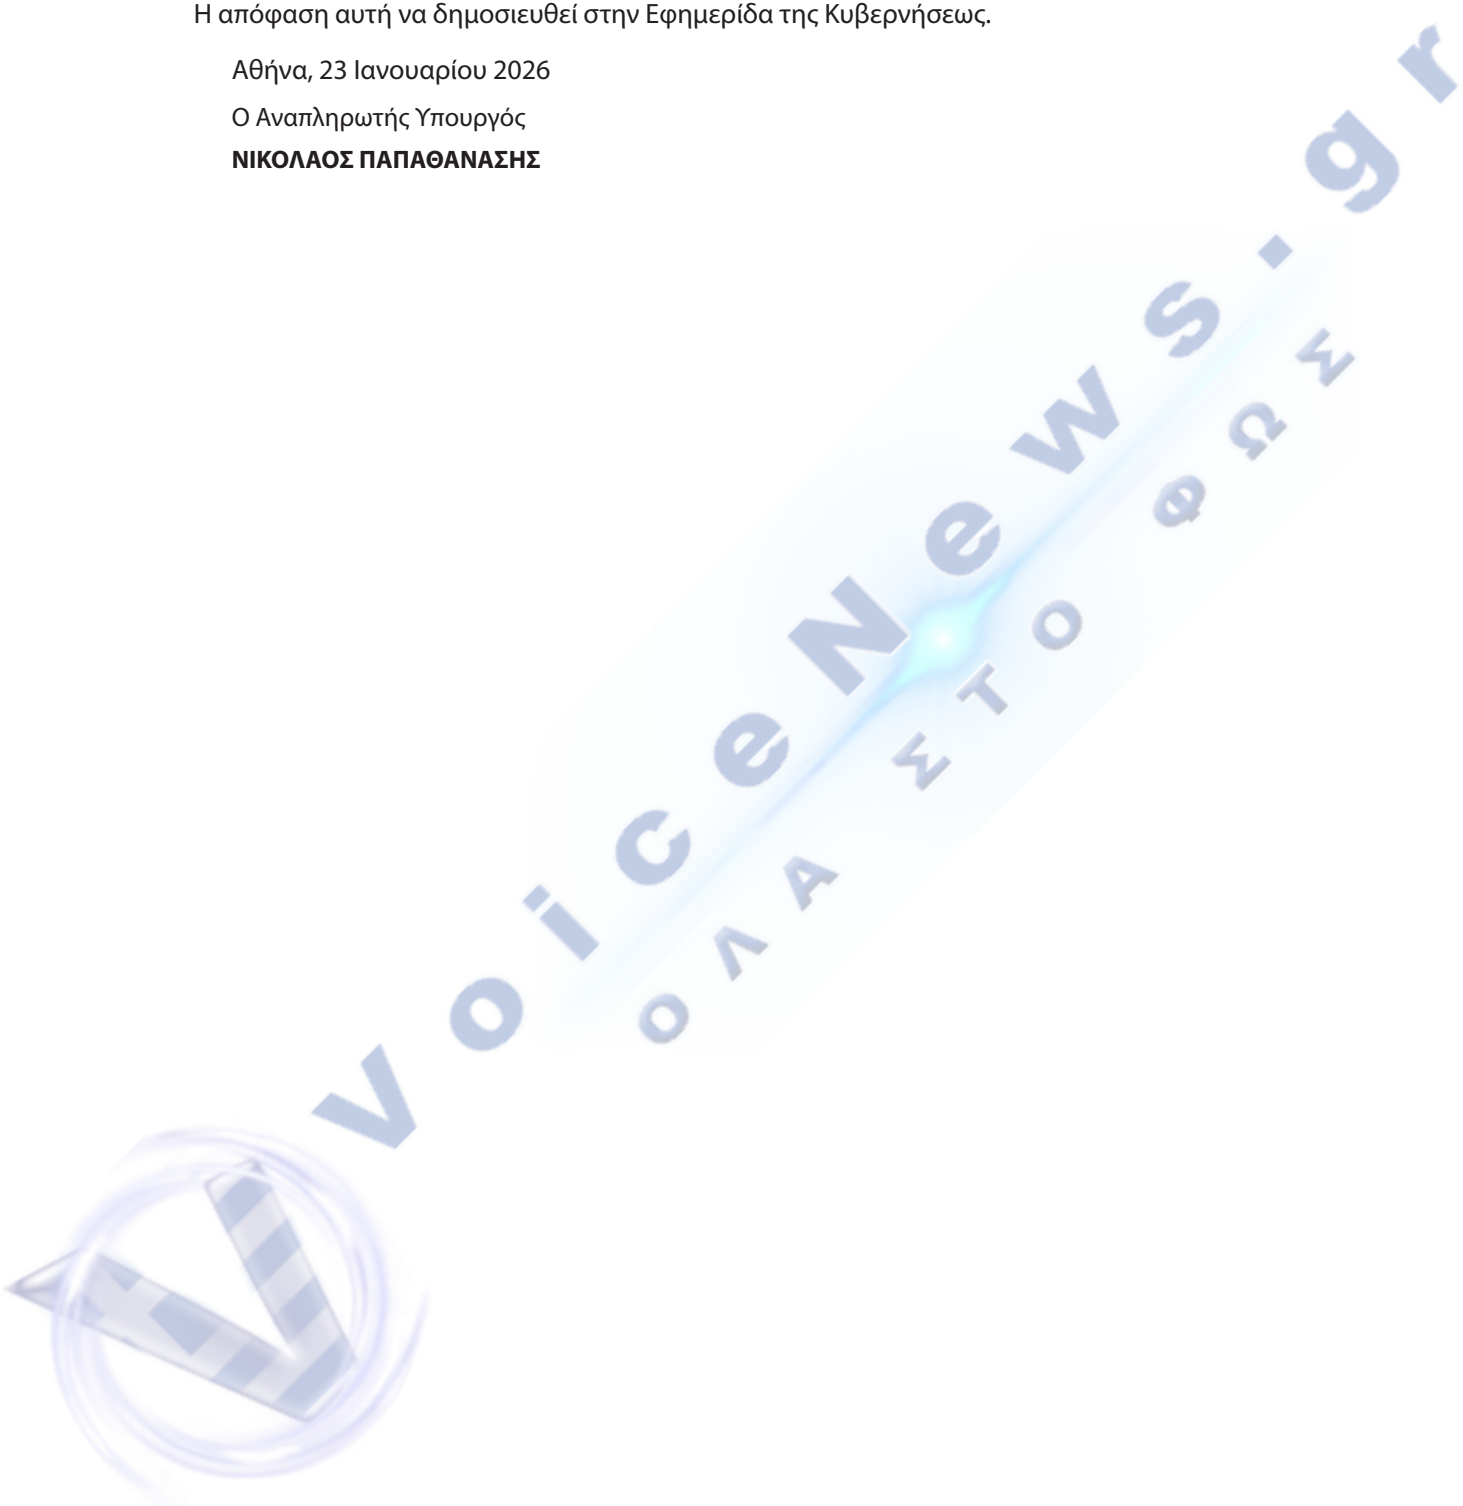 Η απόφαση αυτή να δημοσιευθεί στην Εφημερίδα της Κυβερνήσεως.
Αθήνα, 23 Ιανουαρίου 2026
Ο Αναπληρωτής Υπουργός
ΝΙΚΟΛΑΟΣ ΠΑΠΑΘΑΝΑΣΗΣ
voiceNews.gr
ΟΛΑ ΣΤΟ ΦΩΣ